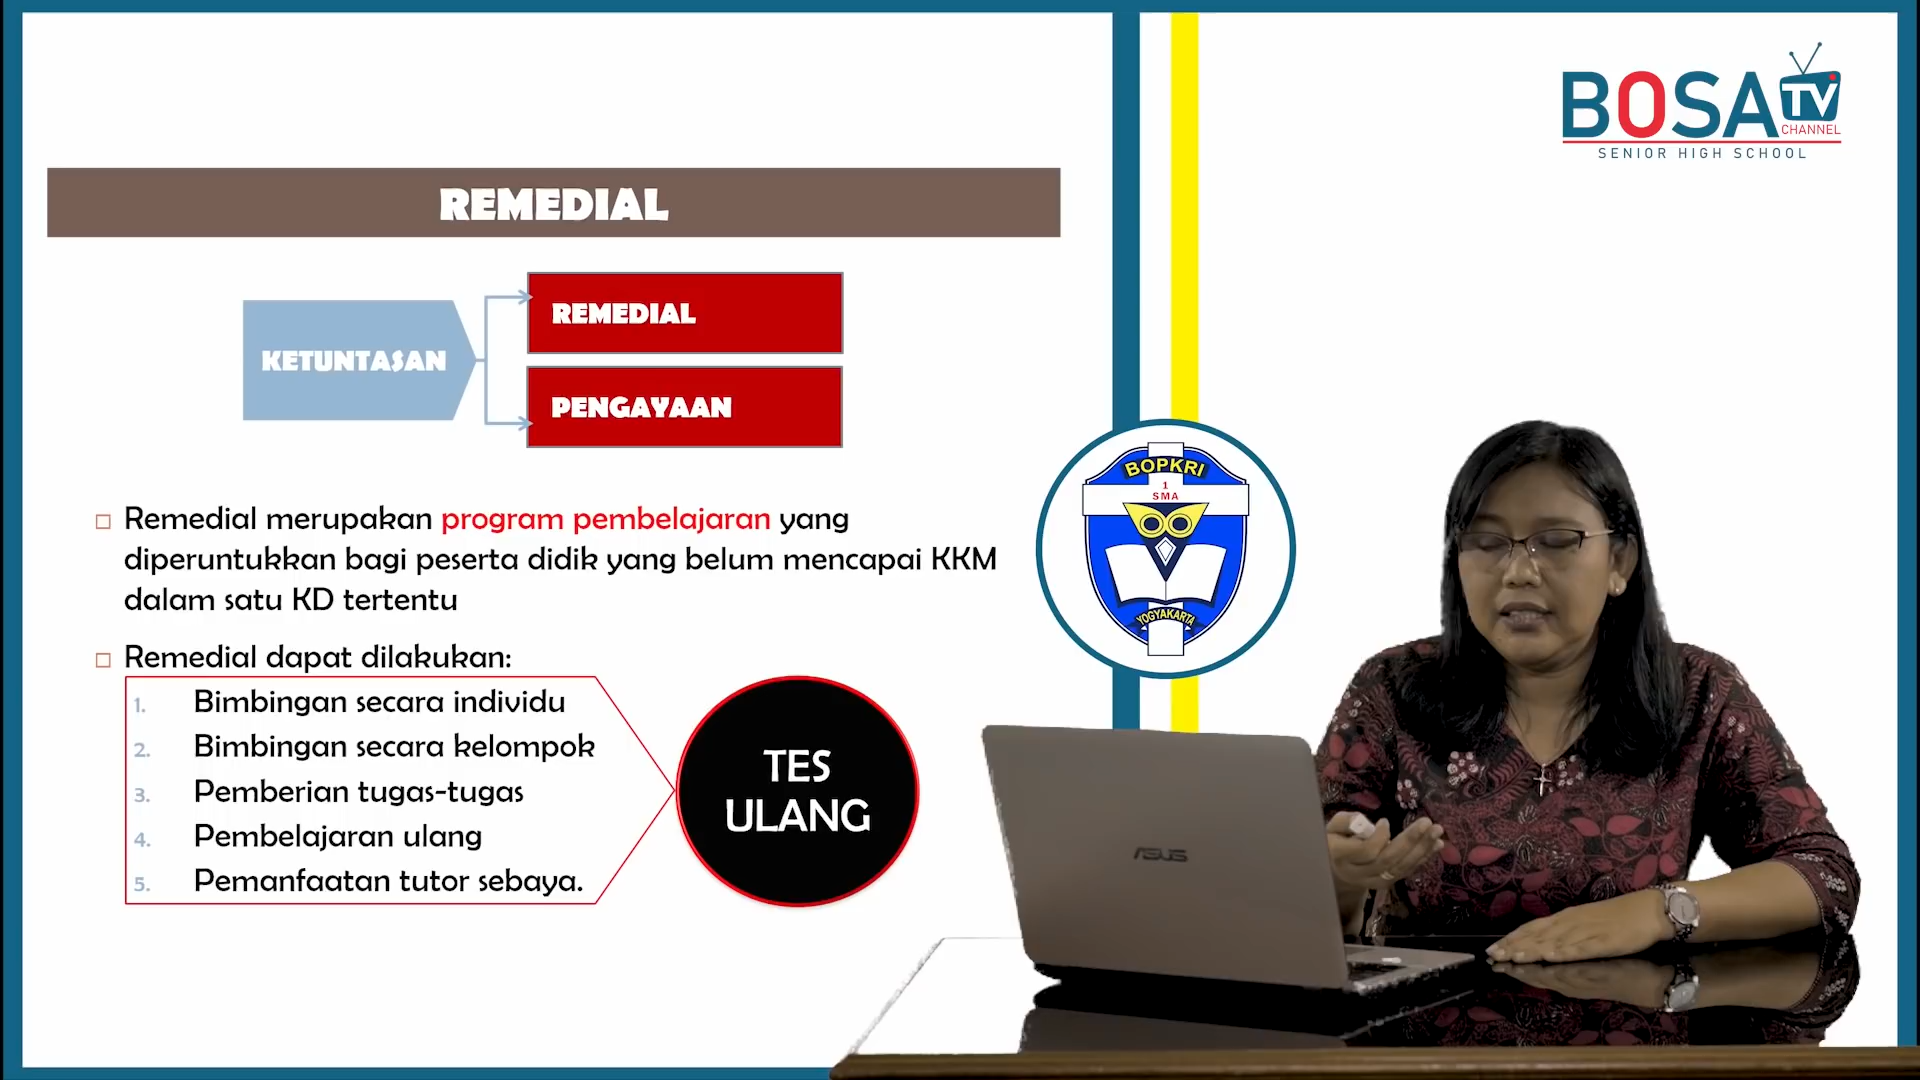 BOSA TV
CHANNEL
SENIOR HIGH SCHOOL
REMEDIAL
KETUNTASAN
REMEDIAL
PENGAYAAN
Remedial merupakan program pembelajaran yang
diperuntukkan bagi peserta didik yang belum mencapai KKM
dalam satu KD tertentu
Remedial dapat dilakukan:
1. Bimbingan secara individu
2. Bimbingan secara kelompok
3. Pemberian tugas-tugas
4. Pembelajaran ulang
5. Pemanfaatan tutor sebaya.
TES
ULANG
BOPKRI
1
SMA
YOGYAKARTA
ASUS